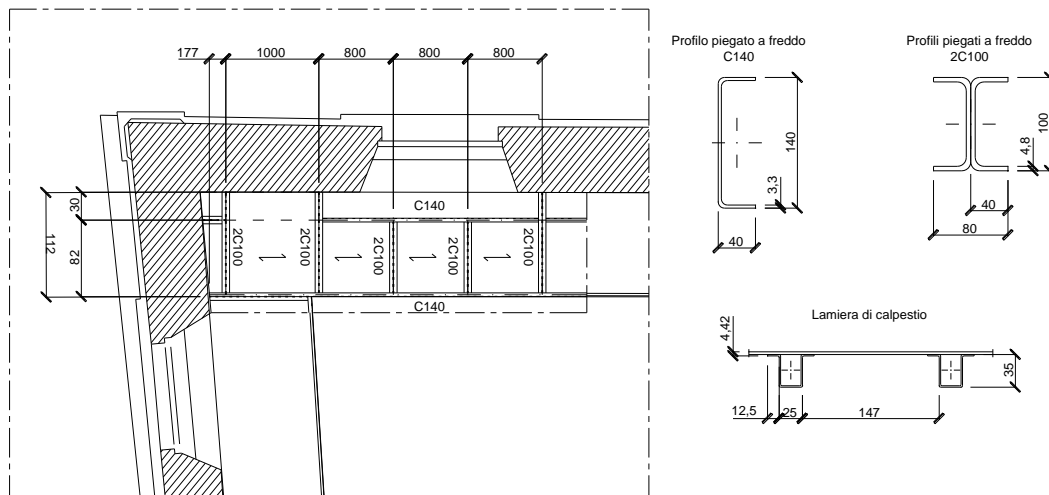 177
1000
800
800
800
30
82
112
C140
2C100
2C100
2C100
2C100
2C100
C140
Profilo piegato a freddo
C140
140
3,3
40
Profili piegati a freddo
2C100
100
4,8
40
80
Lamiera di calpestio
4,42
35
12,5
25
147